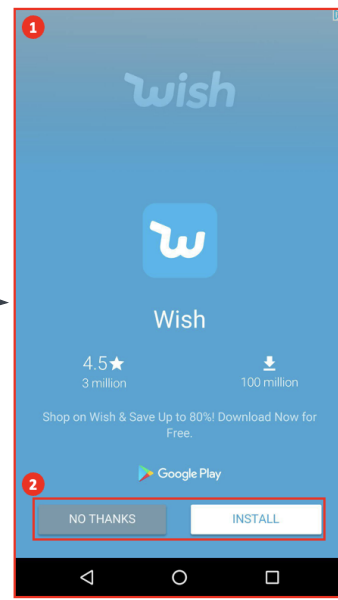 1
wish
w
Wish
4.5★
3 million
100 million
Shop on Wish & Save Up to 80%! Download Now for
Free.
Google Play
2
NO THANKS
INSTALL